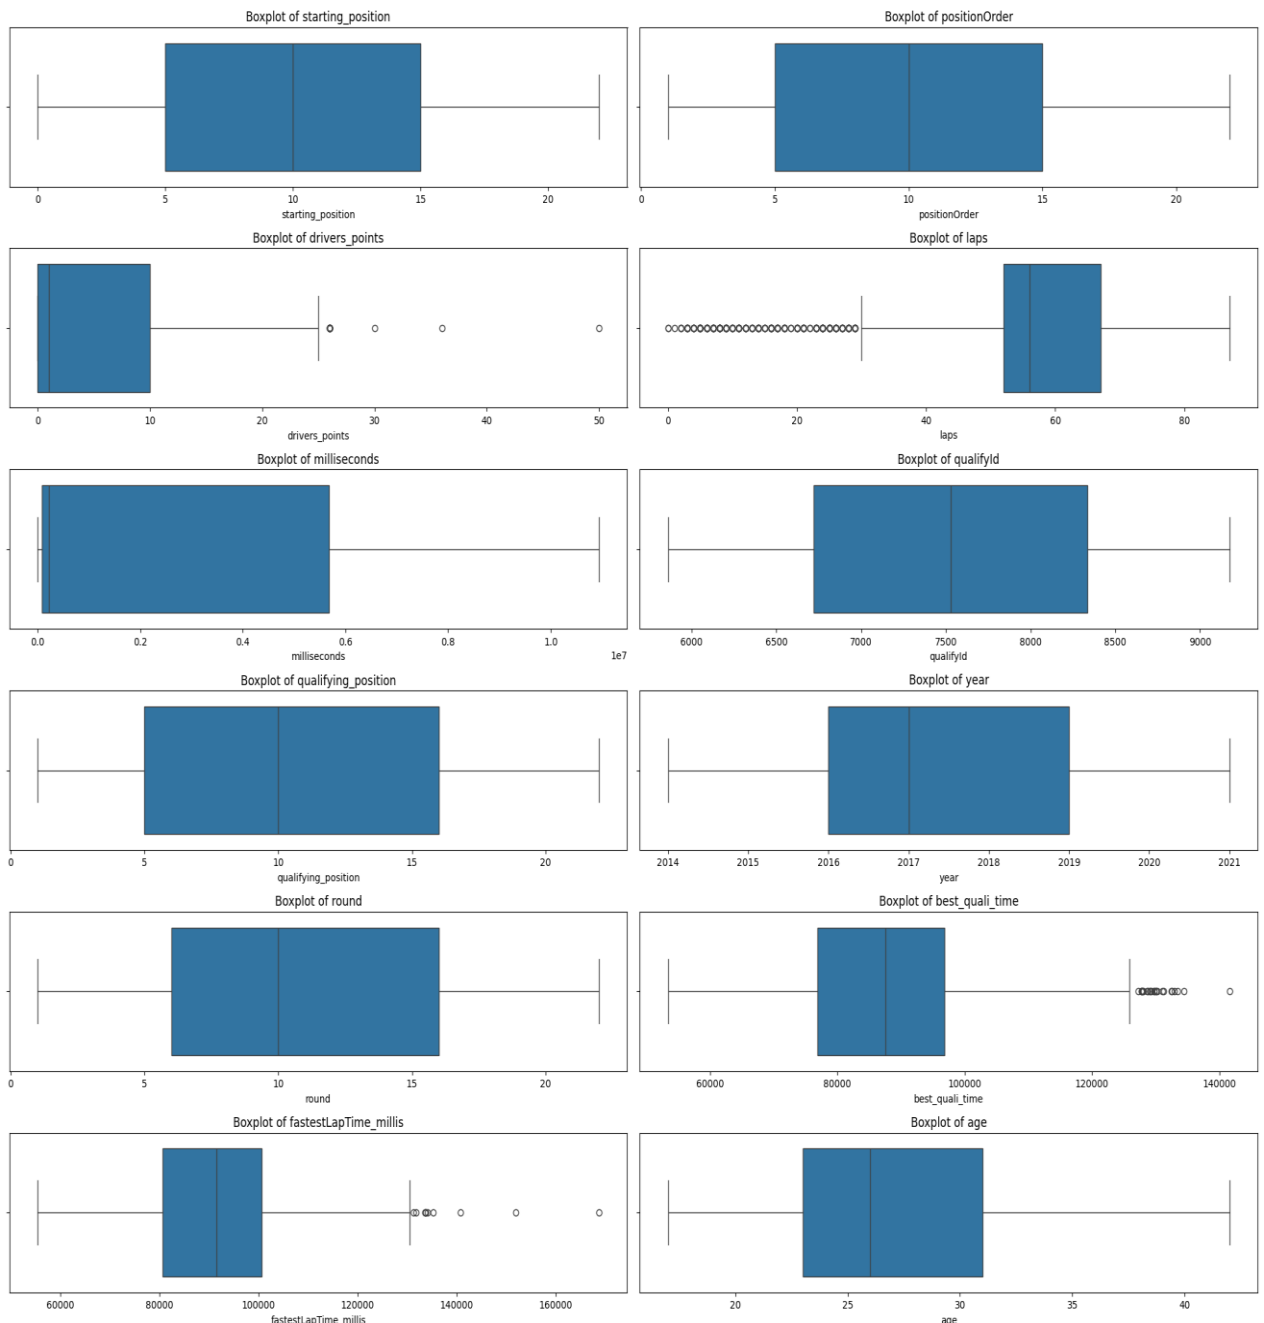 Boxplot of starting_position
0 5 10 15 20
starting_position
Boxplot of positionOrder
0 5 10 15 20
positionOrder
Boxplot of drivers_points
0 10 20 30 40 50
drivers_points
Boxplot of laps
0 20 40 60 80
laps
Boxplot of milliseconds
0.0 0.2 0.4 0.6 0.8 1.0
1e7
milliseconds
Boxplot of qualifyId
6000 6500 7000 7500 8000 8500 9000
qualifyId
Boxplot of qualifying_position
0 5 10 15 20
qualifying_position
Boxplot of year
2014 2015 2016 2017 2018 2019 2020 2021
year
Boxplot of round
0 5 10 15 20
round
Boxplot of best_quali_time
60000 80000 100000 120000 140000
best_quali_time
Boxplot of fastestLapTime_millis
60000 80000 100000 120000 140000 160000
fastestLapTime_millis
Boxplot of age
20 25 30 35 40
age